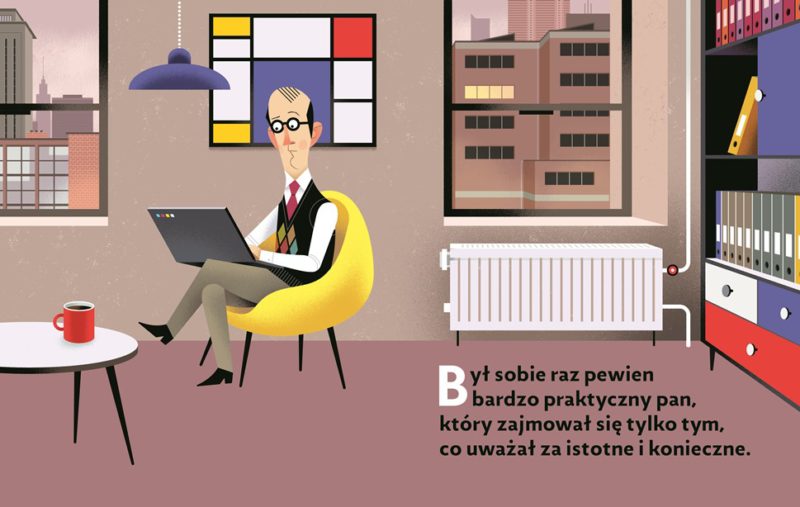 Był sobie raz pewien
bardzo praktyczny pan,
który zajmował się tylko tym,
co uważał za istotne i konieczne.